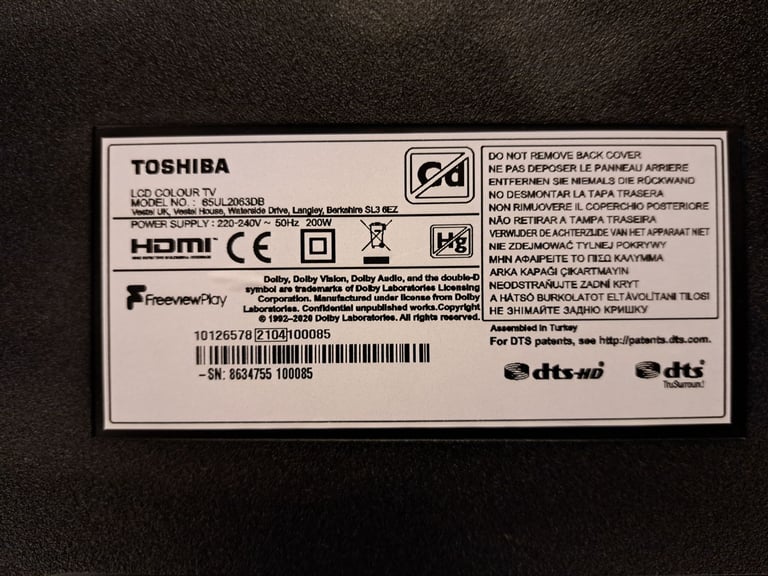 TOSHIBA
LCD COLOUR TV
MODEL NO. : 65UL2063DB
Vestel UK, Vestel House, Waterside Drive, Langley, Berkshire SL3 6EZ
POWER SUPPLY : 220-240V ~ 50Hz 200W
Cd
HDMI CE
Hg
FreeviewPlay
Dolby, Dolby Vision, Dolby Audio, and the double-D
symbol are trademarks of Dolby Laboratories Licensing
Corporation. Manufactured under license from Dolby
Laboratories. Confidential unpublished works.Copyright
© 1992-2020 Dolby Laboratories. All rights reserved.
10126578 2104 100085
-SN: 8634755 100085
DO NOT REMOVE BACK COVER
NE PAS DEPOSER LE PANNEAU ARRIERE
ENTFERNEN SIE NIEMALS DIE RÜCKWAND
NO DESMONTAR LA TAPA TRASERA
NON RIMUOVERE IL COPERCHIO POSTERIORE
NÃO RETIRAR A TAMPA TRASEIRA
VERWIJDER DE ACHTERZIJDE VAN HET APPARAAT NIET
NIE ZDEJMOWAĆ TYLNEJ POKRYWY
ΜΗΝ ΑΦΑΙΡΕΙΤΕ ΤΟ ΠΙΣΩ ΚΑΛΥΜΜΑ
ARKA KAPAĞI ÇIKARTMAYIN
NEODSTRAŇUJTE ZADNÍ KRYT
A HÁTSÓ BURKOLATOT ELTÁVOLÍTANI TILOS!
НЕ ЗНІМАЙТЕ ЗАДНЮ КРИШКУ
Assembled in Turkey
For DTS patents, see http://patents.dts.com.
dts-HD
dts
TruSurround